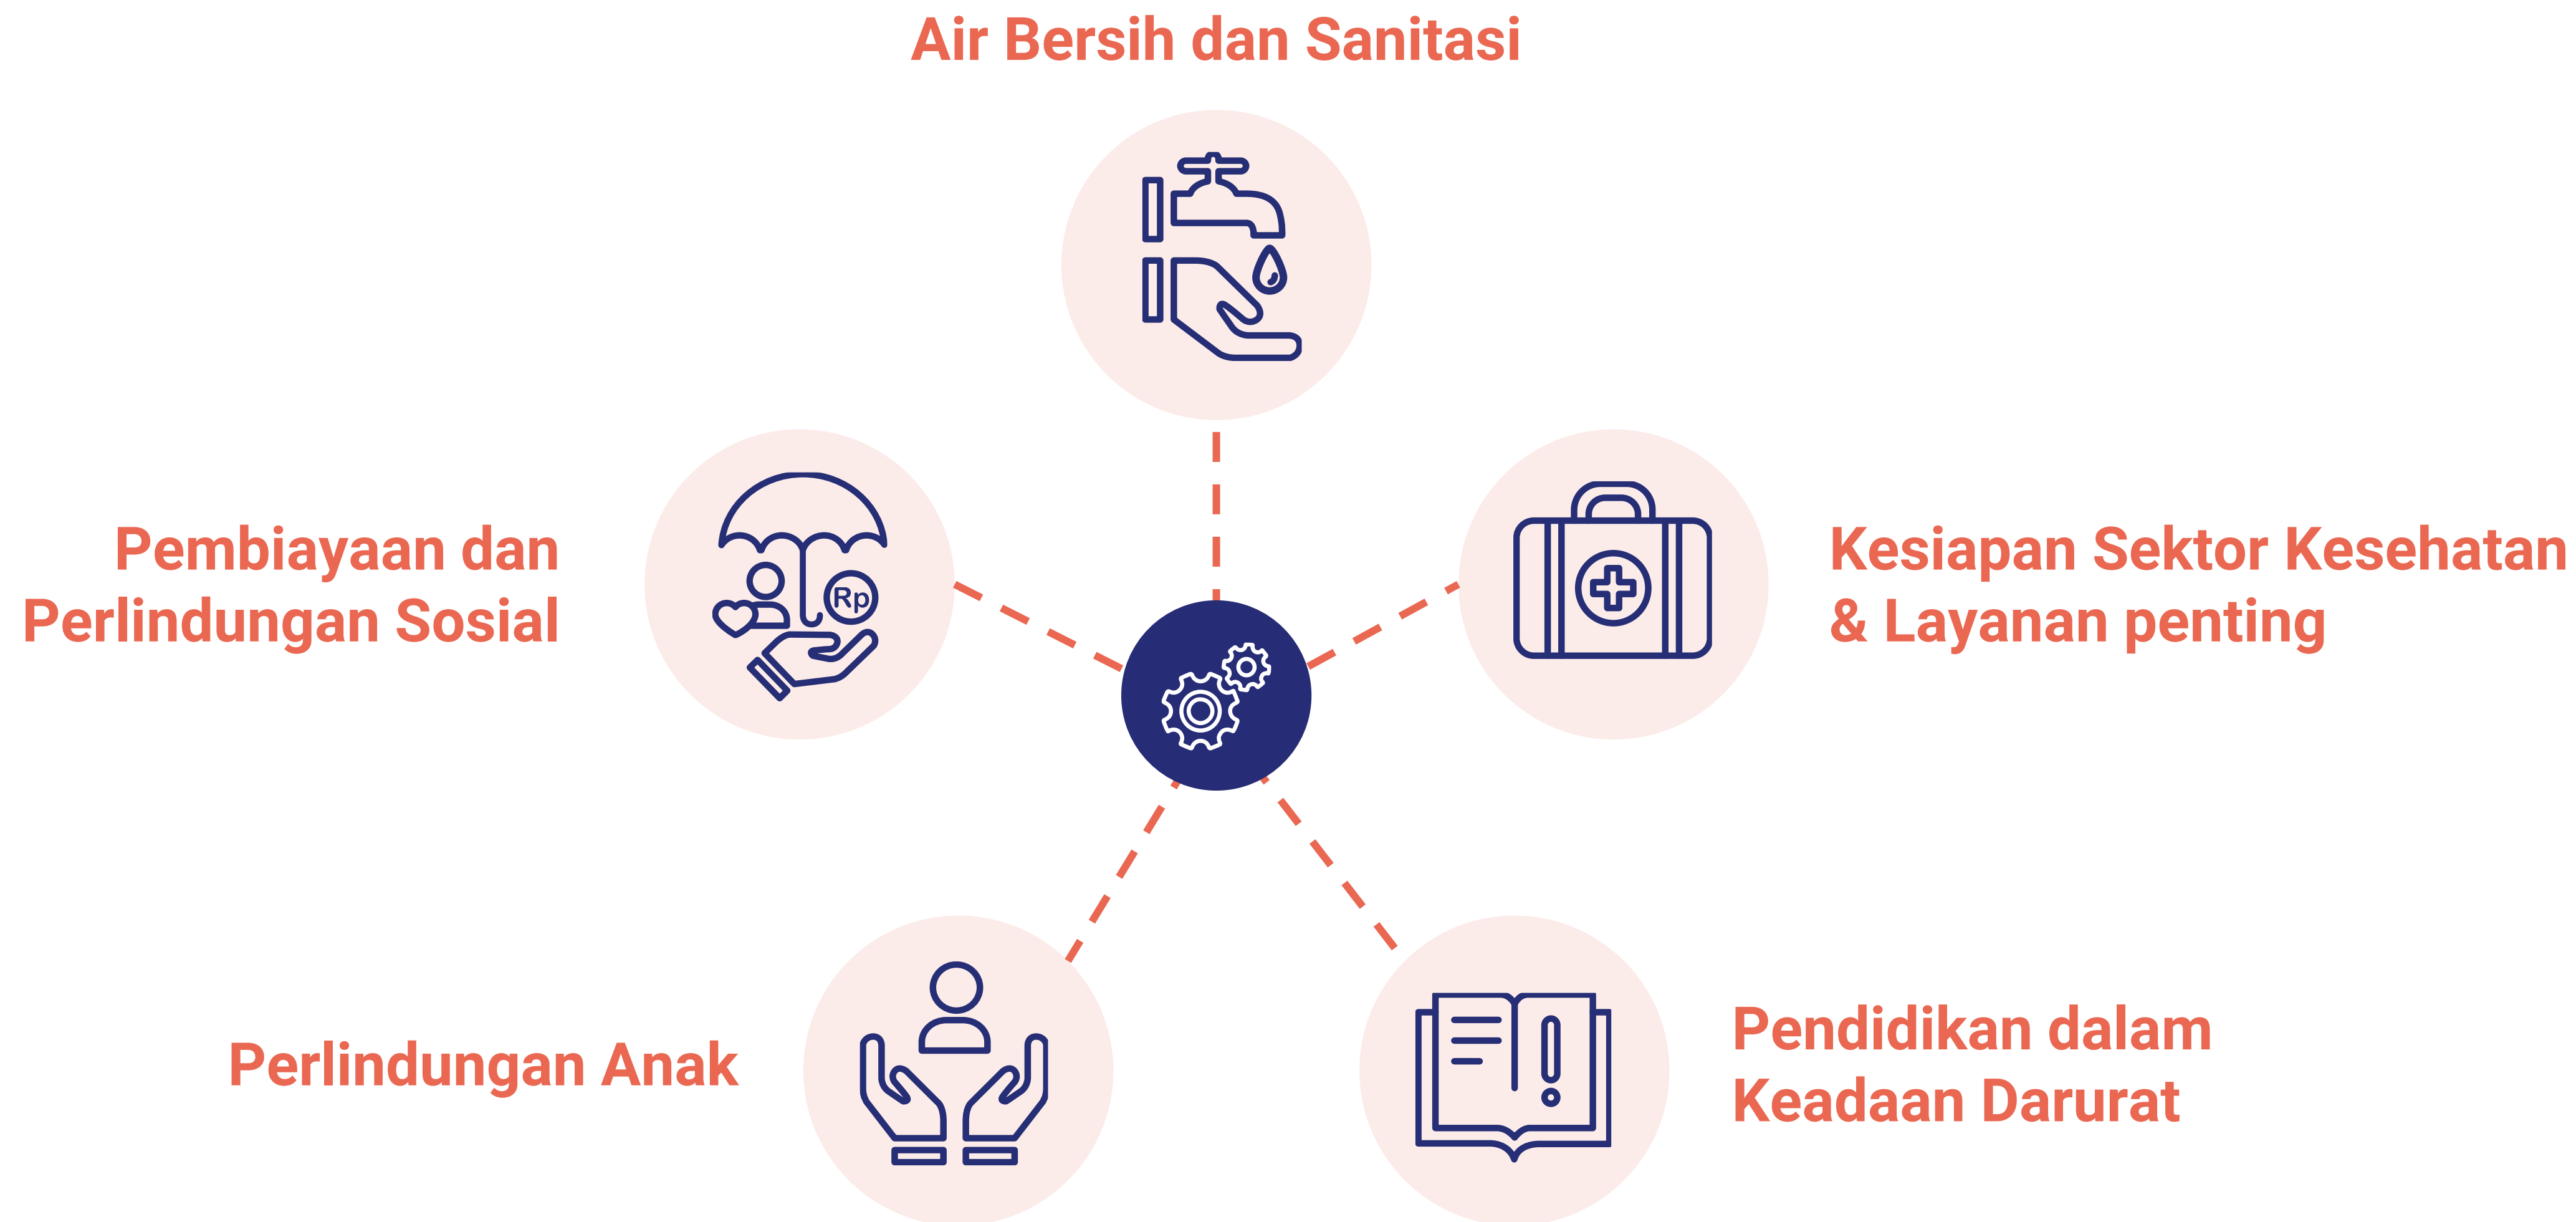 Air Bersih dan Sanitasi
Pembiayaan dan
Perlindungan Sosial
Rp
Kesiapan Sektor Kesehatan
& Layanan penting
Perlindungan Anak
Pendidikan dalam
Keadaan Darurat